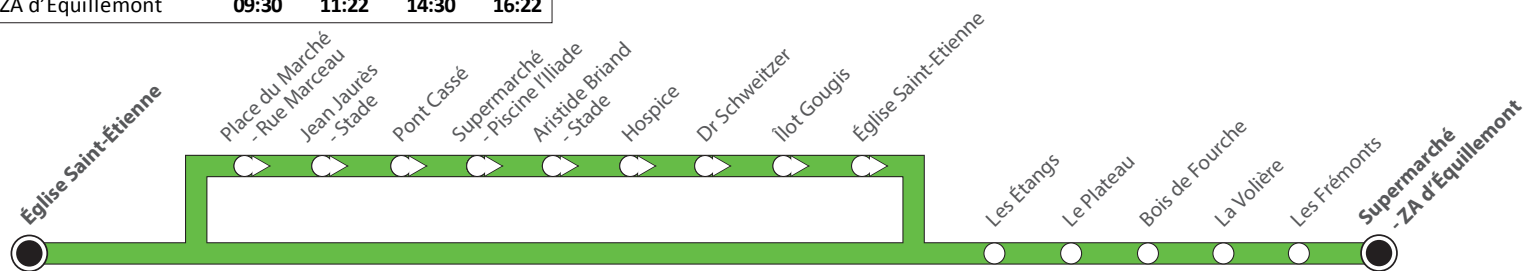 ZA d'Équillemont 09:30 11:22 14:30 16:22
Église Saint-Étienne
Place du Marché
- Rue Marceau
Jean Jaurès
- Stade
Pont Cassé
Supermarché
- Piscine l'Iliade
Aristide Briand
- Stade
Hospice
Dr Schweitzer
Îlot Gougis
Église Saint-Etienne
Les Étangs
Le Plateau
Bois de Fourche
La Volière
Les Frémonts
Supermarché
- ZA d'Équillemont